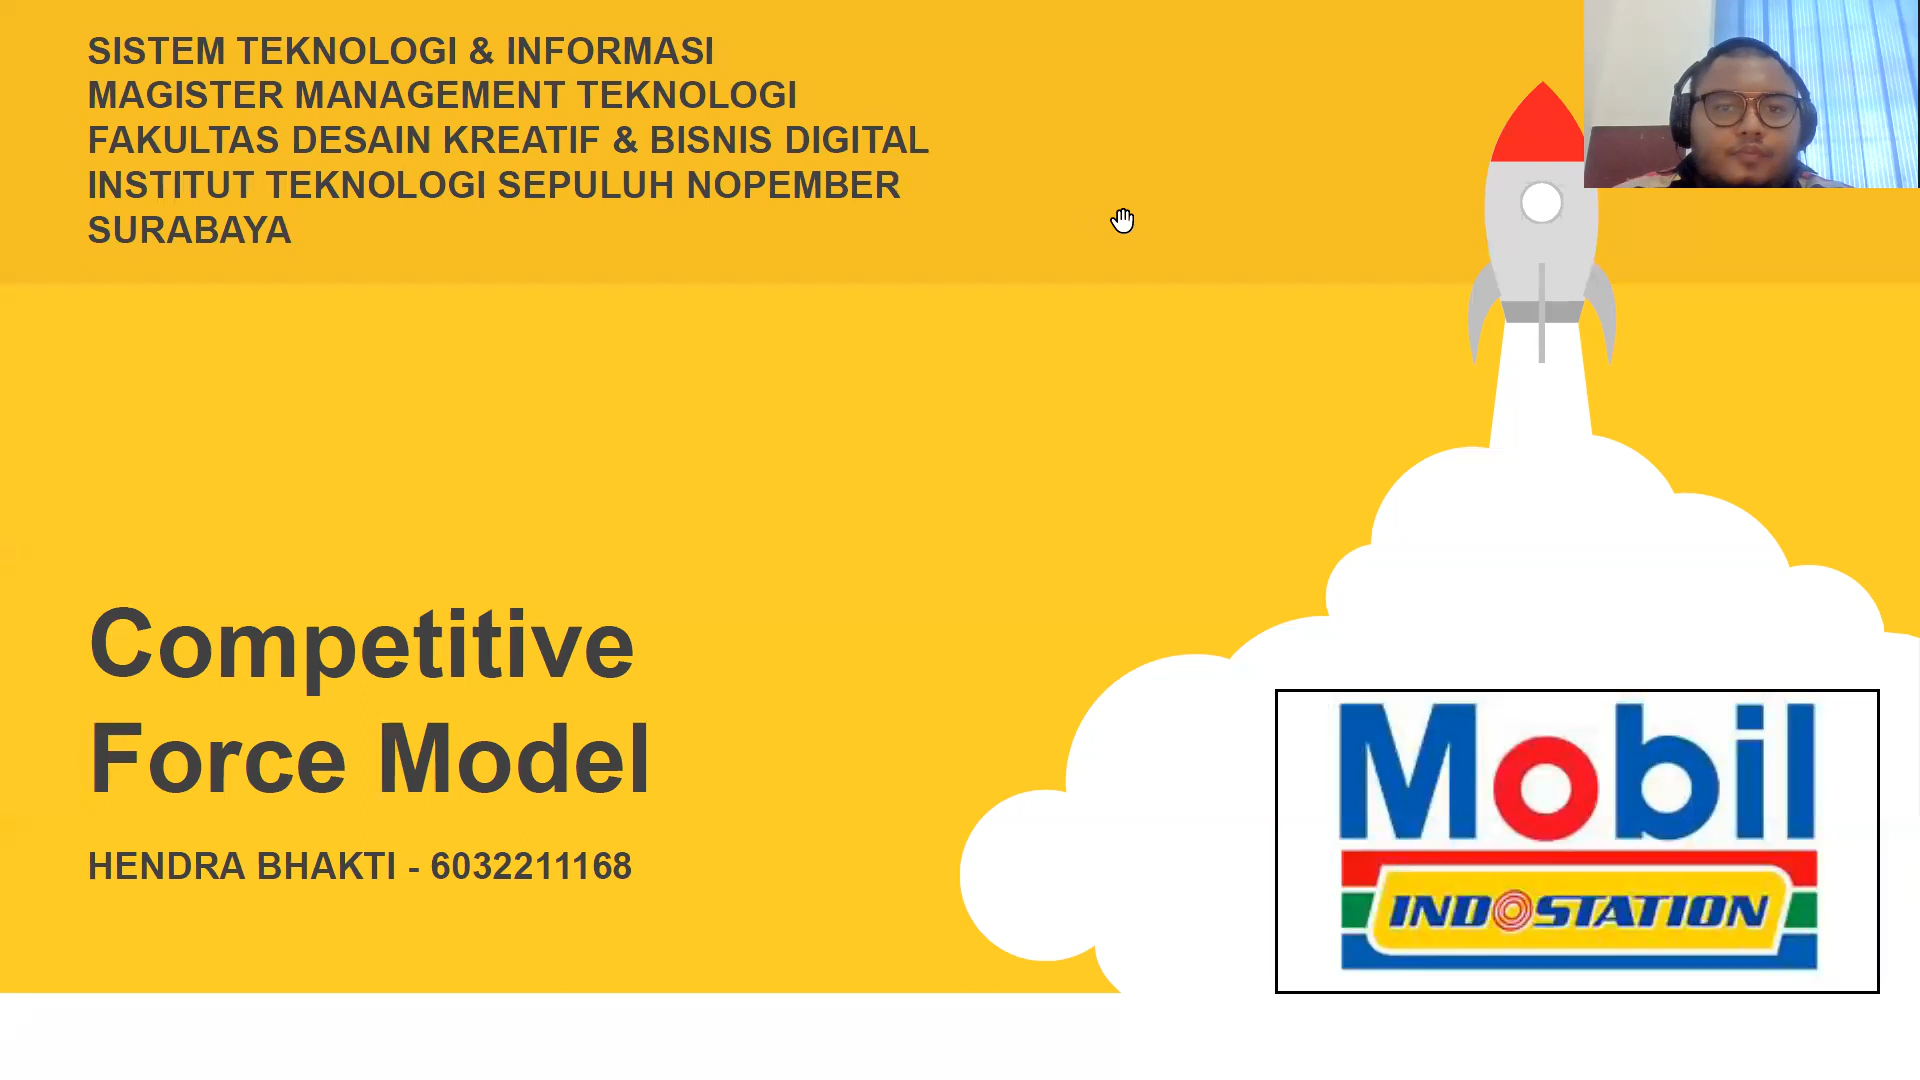 SISTEM TEKNOLOGI & INFORMASI
MAGISTER MANAGEMENT TEKNOLOGI
FAKULTAS DESAIN KREATIF & BISNIS DIGITAL
INSTITUT TEKNOLOGI SEPULUH NOPEMBER
SURABAYA
Competitive
Force Model
HENDRA BHAKTI - 6032211168
Mobil
INDOSTATION